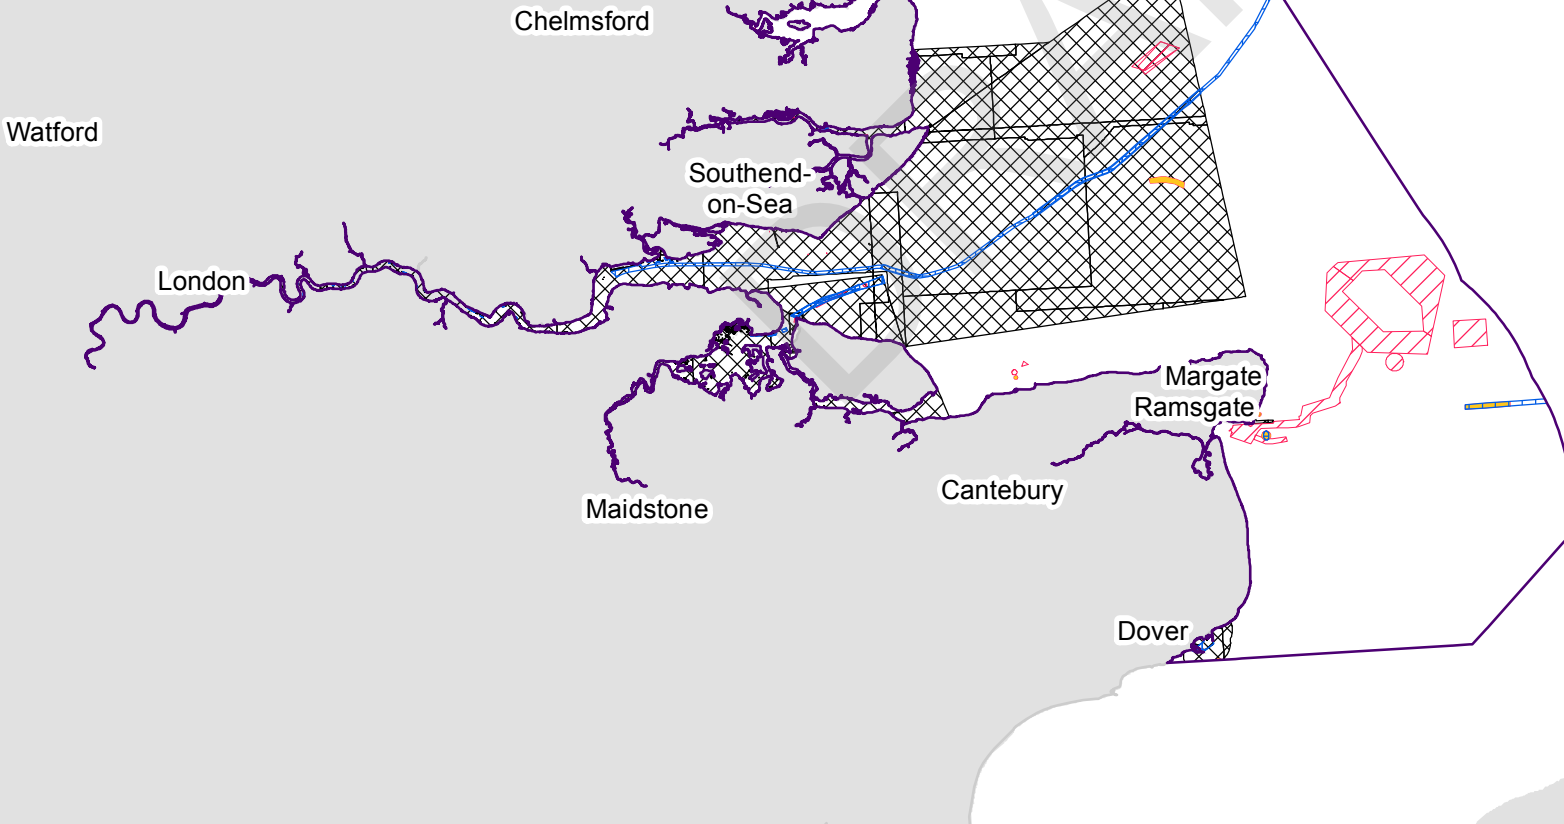 Chelmsford
Watford
Southend-
on-Sea
London
Margate
Ramsgate
Cantebury
Maidstone
Dover